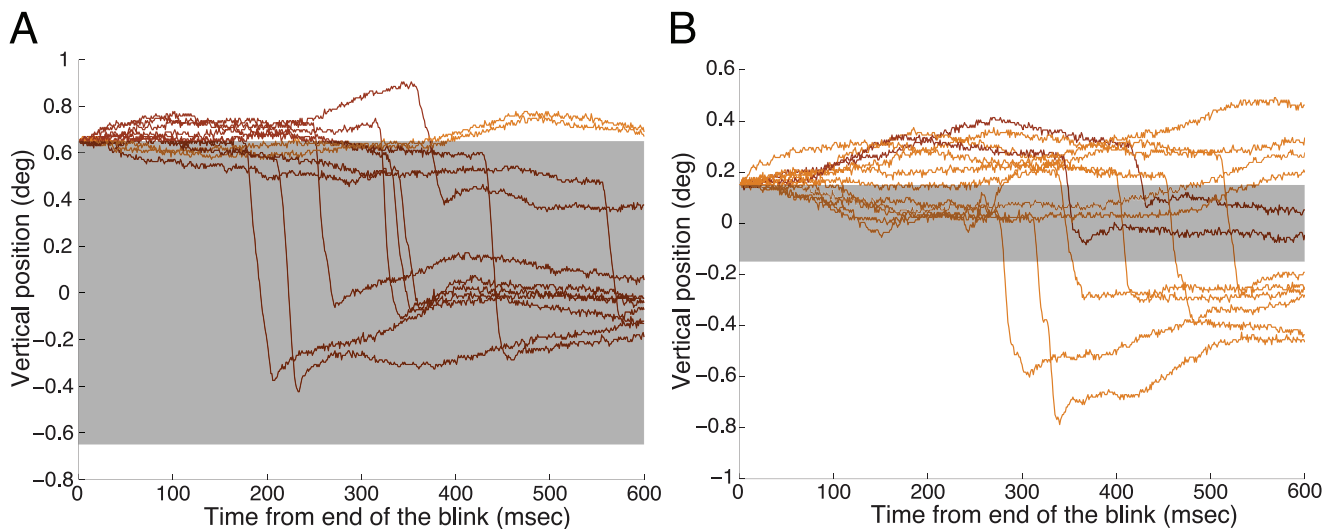 A
Vertical position (deg)
1
0.8
0.6
0.4
0.2
0
−0.2
−0.4
−0.6
−0.8
0 100 200 300 400 500 600
Time from end of the blink (msec)
B
Vertical position (deg)
0.6
0.4
0.2
0
−0.2
−0.4
−0.6
−0.8
−1
0 100 200 300 400 500 600
Time from end of the blink (msec)